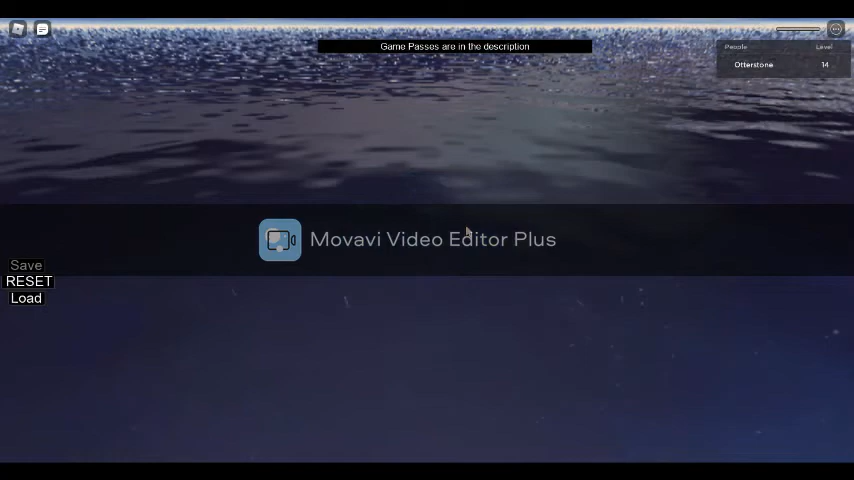 Game Passes are in the description
People Level
Otterstone 14
Movavi Video Editor Plus
Save
RESET
Load